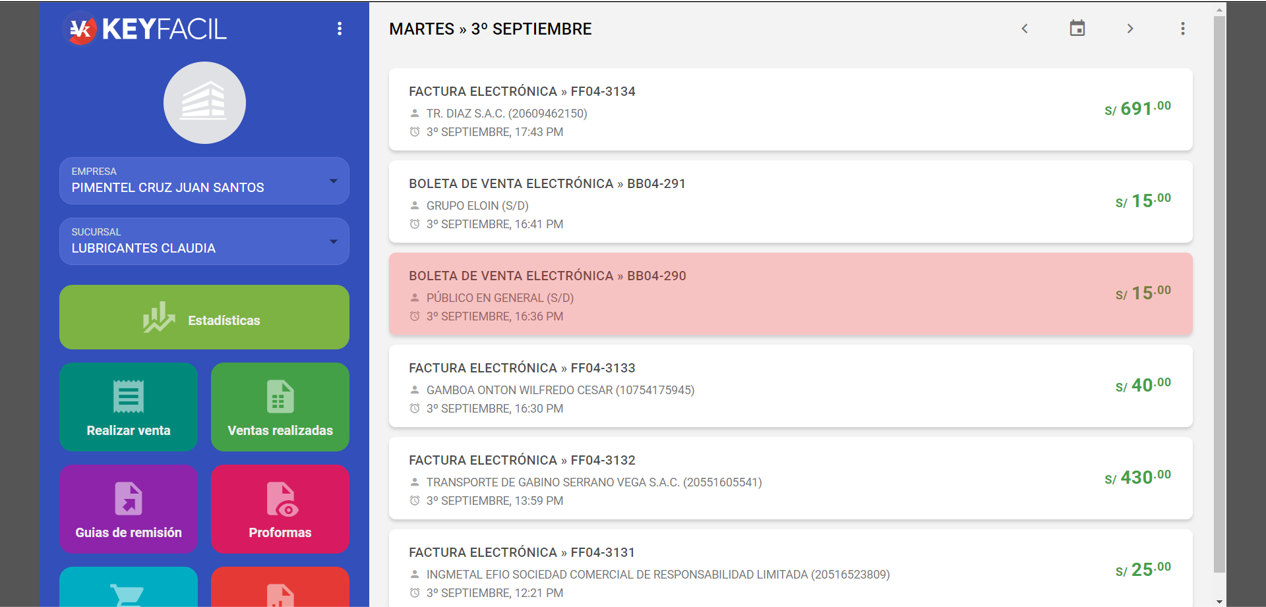 KEYFACIL
EMPRESA
PIMENTEL CRUZ JUAN SANTOS
SUCURSAL
LUBRICANTES CLAUDIA
Estadísticas
Realizar venta
Ventas realizadas
Guias de remisión
Proformas
MARTES » 3º SEPTIEMBRE
FACTURA ELECTRÓNICA » FF04-3134
TR. DIAZ S.A.C. (20609462150)
3º SEPTIEMBRE, 17:43 PM
S/ 691.00
BOLETA DE VENTA ELECTRÓNICA » BB04-291
GRUPO ELOIN (S/D)
3º SEPTIEMBRE, 16:41 PM
S/ 15.00
BOLETA DE VENTA ELECTRÓNICA » BB04-290
PÚBLICO EN GENERAL (S/D)
3º SEPTIEMBRE, 16:36 PM
S/ 15.00
FACTURA ELECTRÓNICA » FF04-3133
GAMBOA ONTON WILFREDO CESAR (10754175945)
3º SEPTIEMBRE, 16:30 PM
S/ 40.00
FACTURA ELECTRÓNICA » FF04-3132
TRANSPORTE DE GABINO SERRANO VEGA S.A.C. (20551605541)
3º SEPTIEMBRE, 13:59 PM
S/ 430.00
FACTURA ELECTRÓNICA » FF04-3131
INGMETAL EFIO SOCIEDAD COMERCIAL DE RESPONSABILIDAD LIMITADA (20516523809)
3º SEPTIEMBRE, 12:21 PM
S/ 25.00